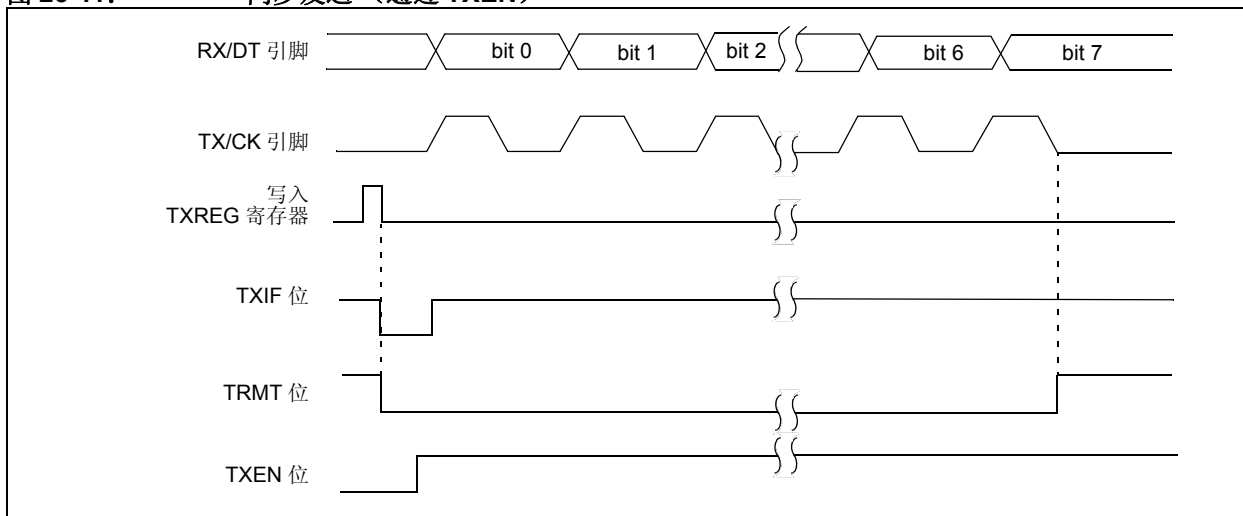 RX/DT 引脚
bit 0
bit 1
bit 2
bit 6
bit 7
TX/CK 引脚
写入
TXREG 寄存器
TXIF 位
TRMT 位
TXEN 位